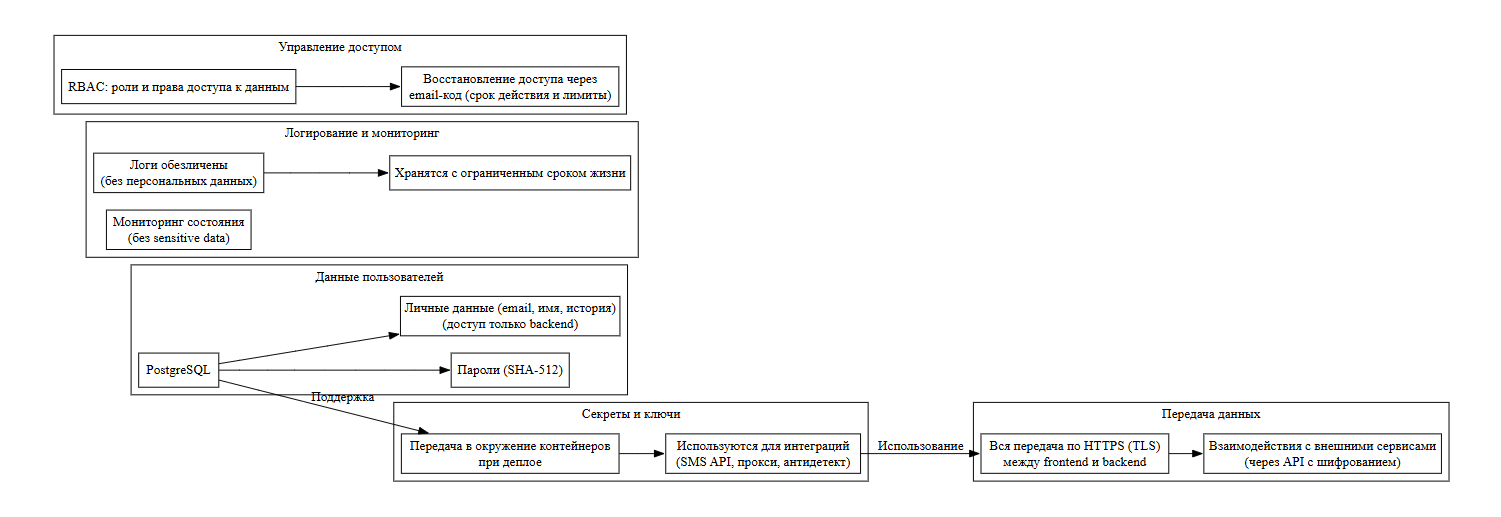 Управление доступом
RBAC: роли и права доступа к данным
Восстановление доступа через
email-код (срок действия и лимиты)
Логирование и мониторинг
Логи обезличены
(без персональных данных)
Хранятся с ограниченным сроком жизни
Мониторинг состояния
(без sensitive data)
Данные пользователей
Личные данные (email, имя, история)
(доступ только backend)
PostgreSQL
Пароли (SHA-512)
Поддержка
Секреты и ключи
Передача в окружение контейнеров
при деплое
Используются для интеграций
(SMS API, прокси, антидетект)
Использование
Передача данных
Вся передача по HTTPS (TLS)
между frontend и backend
Взаимодействия с внешними сервисами
(через API с шифрованием)